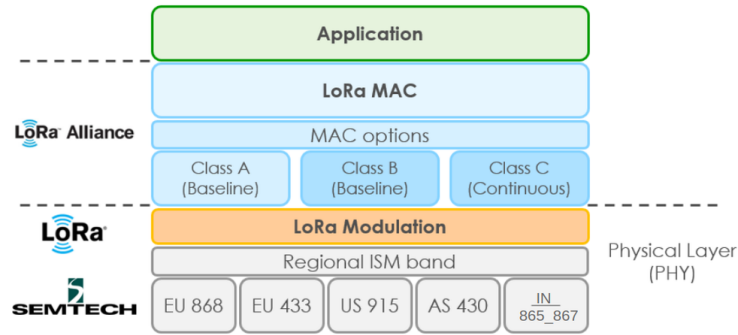 Application
LoRa MAC
LoRa Alliance
MAC options
Class A
(Baseline)
Class B
(Baseline)
Class C
(Continuous)
LoRa
LoRa Modulation
Regional ISM band
Physical Layer
(PHY)
SEMTECH
EU 868
EU 433
US 915
AS 430
IN
865_867